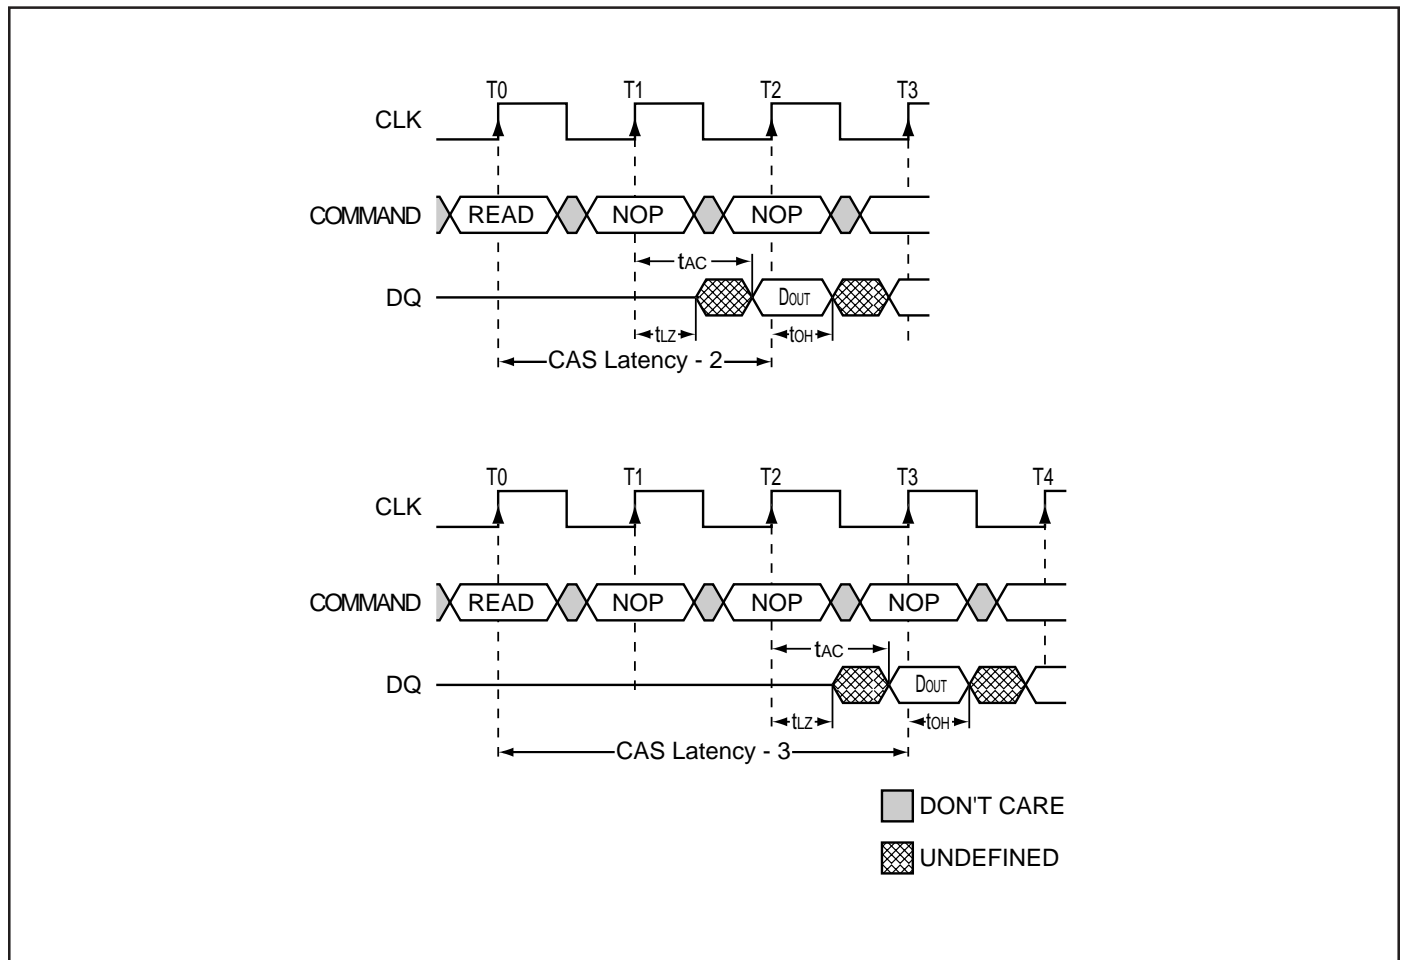 T0 T1 T2 T3
CLK
COMMAND READ NOP NOP
tAC
DQ DOUT
tLZ tOH
CAS Latency - 2
T0 T1 T2 T3 T4
CLK
COMMAND READ NOP NOP NOP
tAC
DQ DOUT
tLZ tOH
CAS Latency - 3
DON'T CARE
UNDEFINED